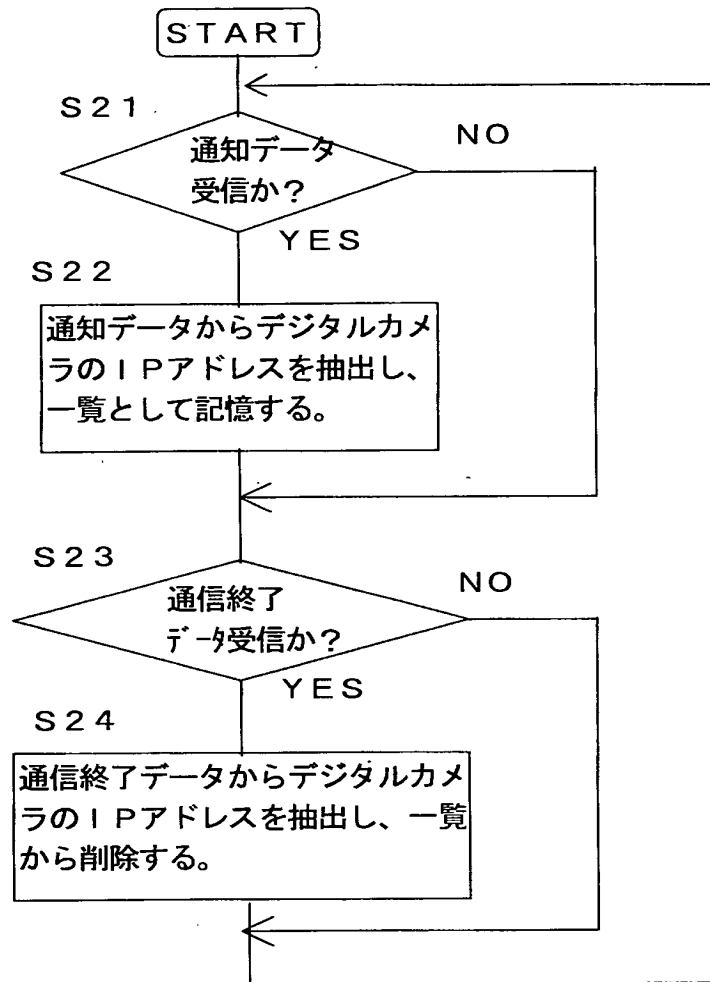 START
S21
通知データ
受信か？
NO
YES
S22
通知データからデジタルカメ
ラのＩＰアドレスを抽出し、
一覧として記憶する。
S23
通信終了
ﾃﾞｰﾀ受信か？
NO
YES
S24
通信終了データからデジタルカメ
ラのＩＰアドレスを抽出し、一覧
から削除する。